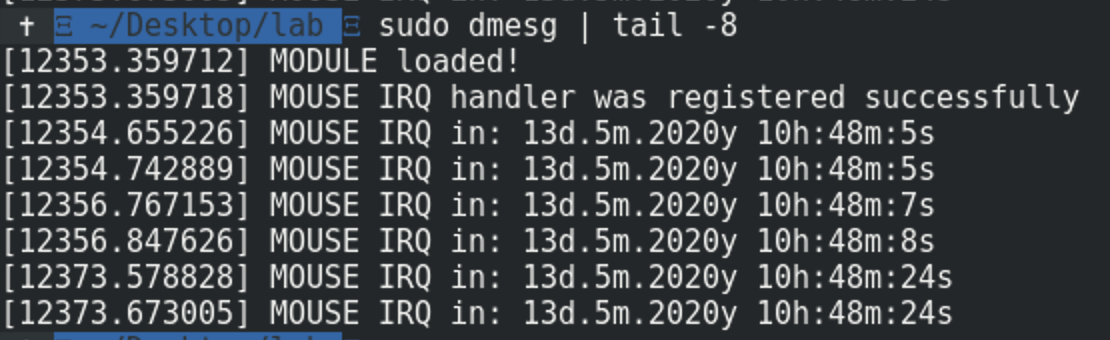 ✝ Ξ ~/Desktop/lab Ξ sudo dmesg | tail -8
[12353.359712] MODULE loaded!
[12353.359718] MOUSE IRQ handler was registered successfully
[12354.655226] MOUSE IRQ in: 13d.5m.2020y 10h:48m:5s
[12354.742889] MOUSE IRQ in: 13d.5m.2020y 10h:48m:5s
[12356.767153] MOUSE IRQ in: 13d.5m.2020y 10h:48m:7s
[12356.847626] MOUSE IRQ in: 13d.5m.2020y 10h:48m:8s
[12373.578828] MOUSE IRQ in: 13d.5m.2020y 10h:48m:24s
[12373.673005] MOUSE IRQ in: 13d.5m.2020y 10h:48m:24s